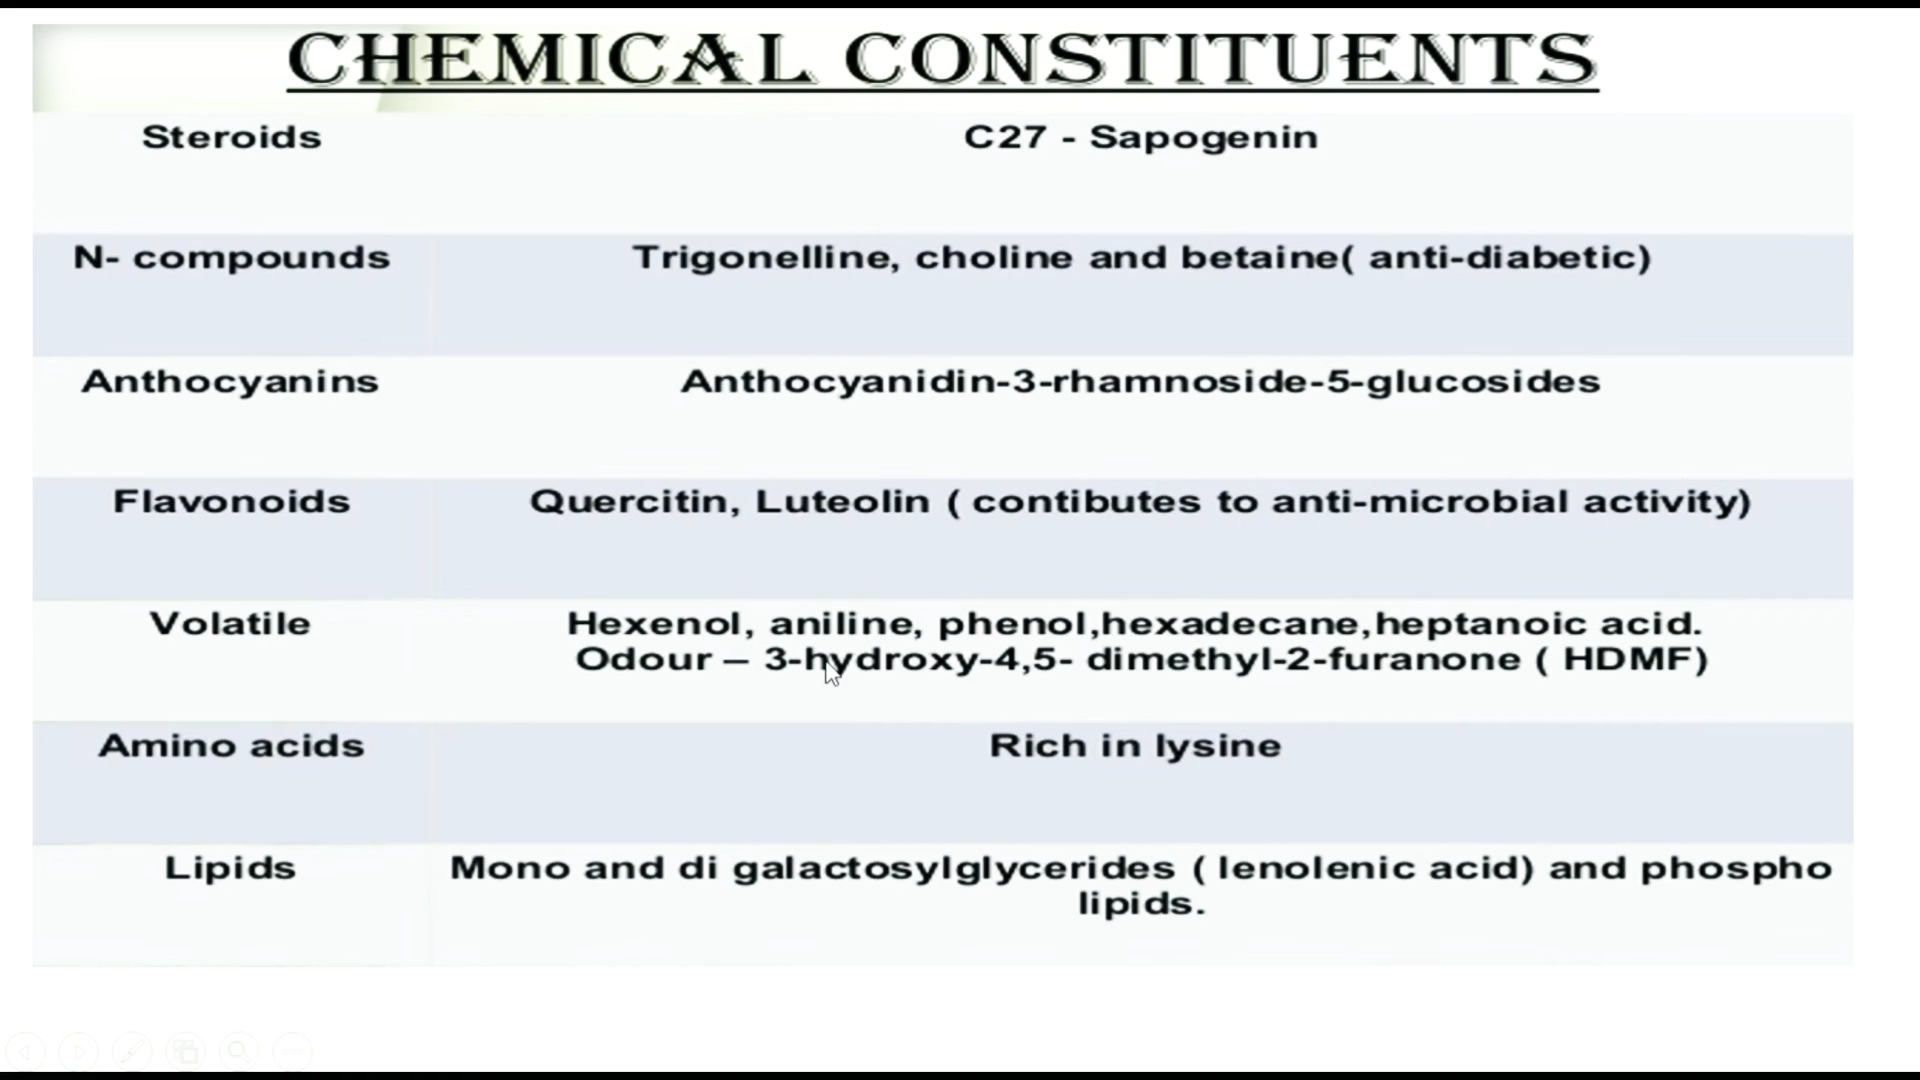 CHEMICAL CONSTITUENTS
Steroids C27 - Sapogenin
N- compounds Trigonelline, choline and betaine( anti-diabetic)
Anthocyanins Anthocyanidin-3-rhamnoside-5-glucosides
Flavonoids Quercitin, Luteolin ( contibutes to anti-microbial activity)
Volatile Hexenol, aniline, phenol,hexadecane,heptanoic acid.
Odour – 3-hydroxy-4,5- dimethyl-2-furanone ( HDMF)
Amino acids Rich in lysine
Lipids Mono and di galactosylglycerides ( lenolenic acid) and phospho
lipids.